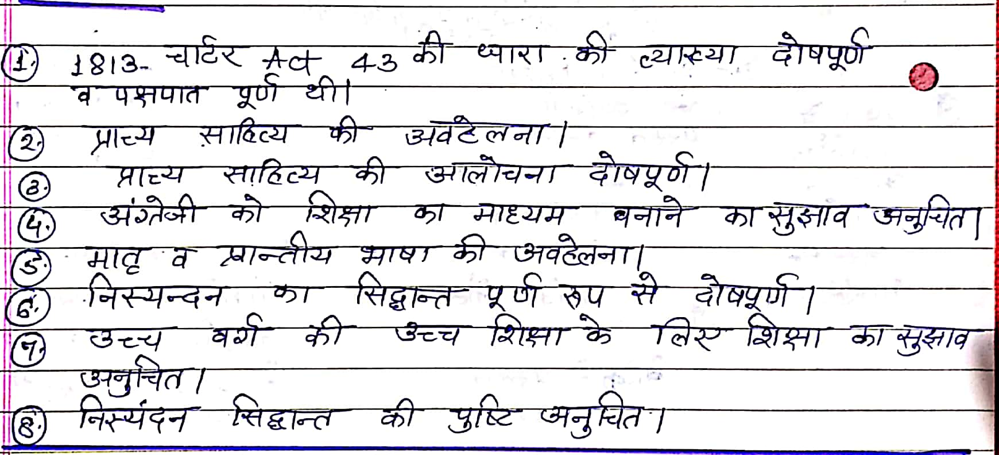 1. 1813- चार्टर Act 43 की धारा की व्याख्या दोषपूर्ण
व पक्षपात पूर्ण थी।
2. प्राच्य साहित्य की अवहेलना।
3. प्राच्य साहित्य की आलोचना दोषपूर्ण।
4. अंग्रेजी को शिक्षा का माध्यम बनाने का सुझाव अनुचित।
5. मातृ व प्रान्तीय भाषा की अवहेलना।
6. निस्यन्दन का सिद्धान्त पूर्ण रूप से दोषपूर्ण।
7. उच्च वर्ग की उच्च शिक्षा के लिए शिक्षा का सुझाव
अनुचित।
8. निस्यंदन सिद्धान्त की पुष्टि अनुचित।